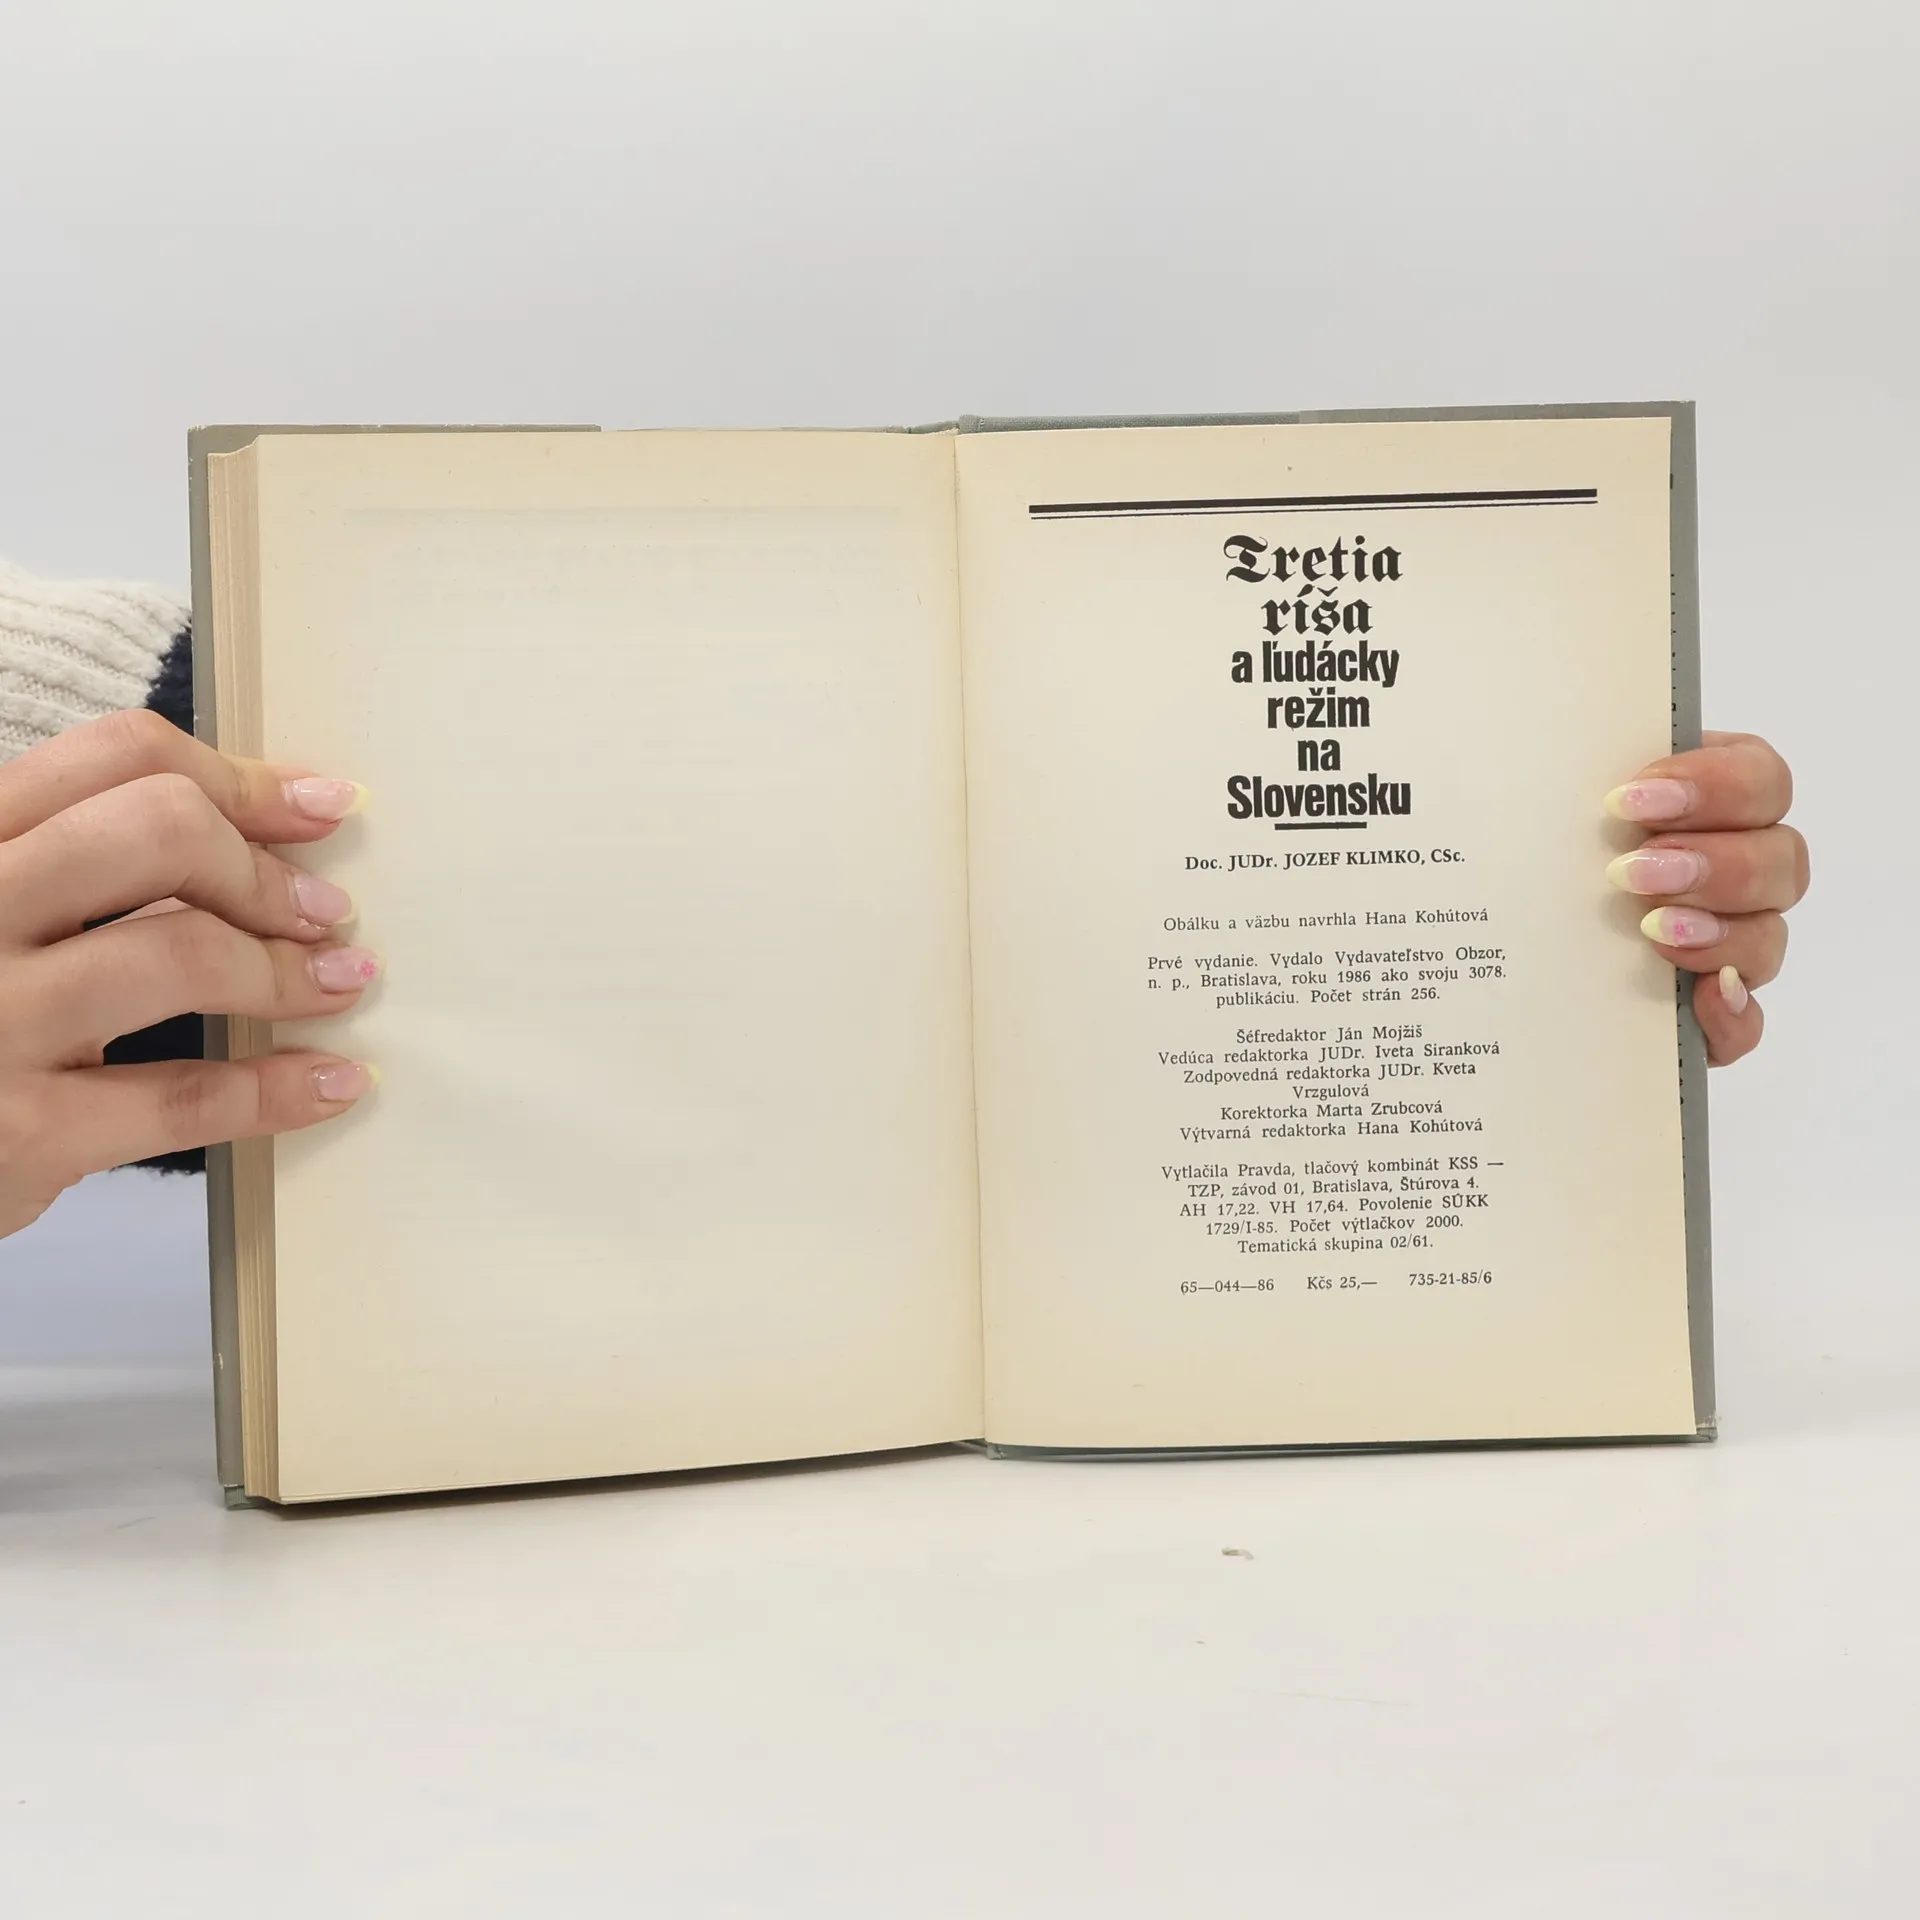 Tretia
ríša
a ľudácky
režim
na
Slovensku
Doc. JUDr. JOZEF KLIMKO, CSc.
Obálku a väzbu navrhla Hana Kohútová
Prvé vydanie. Vydalo Vydavateľstvo Obzor,
n. p., Bratislava, roku 1986 ako svoju 3078.
publikáciu. Počet strán 256.
Šéfredaktor Ján Mojžiš
Vedúca redaktorka JUDr. Iveta Siranková
Zodpovedná redaktorka JUDr. Kveta
Vrzgulová
Korektorka Marta Zrubcová
Výtvarná redaktorka Hana Kohútová
Vytlačila Pravda, tlačový kombinát KSS —
TZP, závod 01, Bratislava, Štúrova 4.
AH 17,22. VH 17,64. Povolenie SÚKK
1729/I-85. Počet výtlačkov 2000.
Tematická skupina 02/61.
65—044—86 Kčs 25,— 735-21-85/6